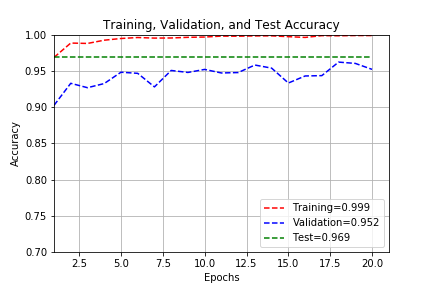 Training, Validation, and Test Accuracy
1.00
0.95
0.90
0.85
0.80
0.75
0.70
Accuracy
Training=0.999
Validation=0.952
Test=0.969
2.5 5.0 7.5 10.0 12.5 15.0 17.5 20.0
Epochs